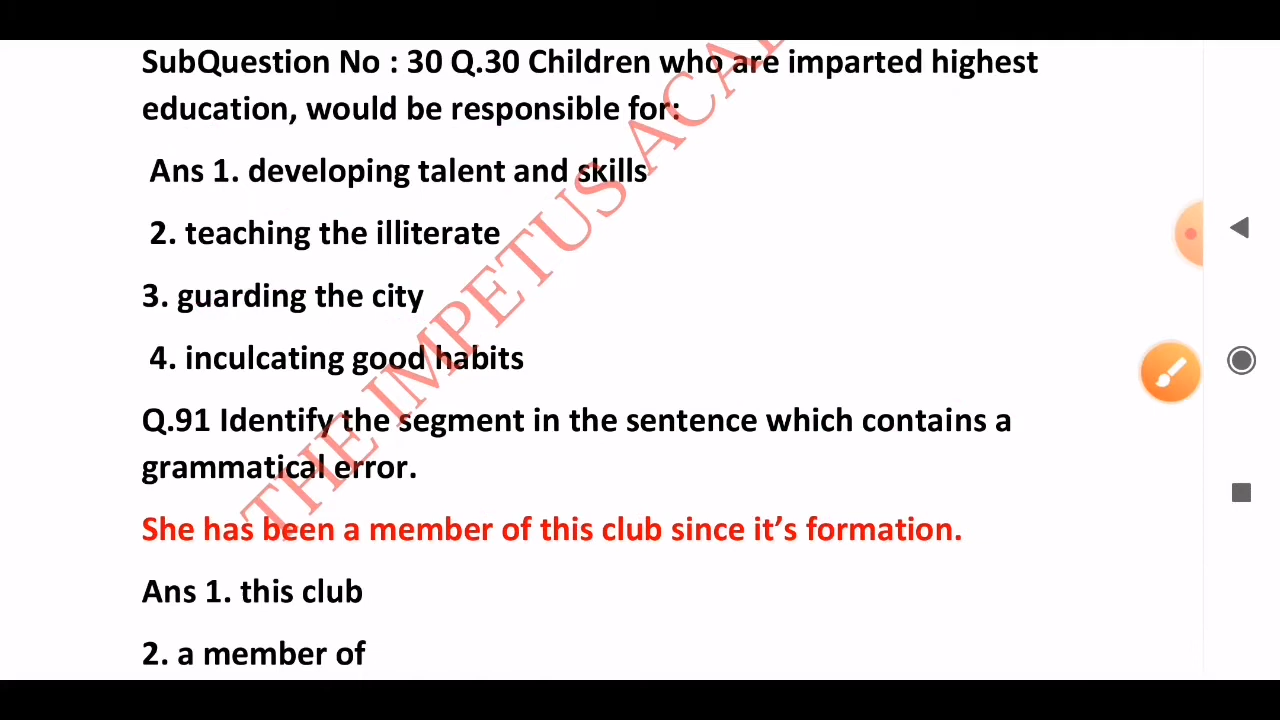 SubQuestion No : 30 Q.30 Children who are imparted highest
education, would be responsible for:
Ans 1. developing talent and skills
2. teaching the illiterate
3. guarding the city
4. inculcating good habits
Q.91 Identify the segment in the sentence which contains a
grammatical error.
She has been a member of this club since it’s formation.
Ans 1. this club
2. a member of
THE IMPETUS